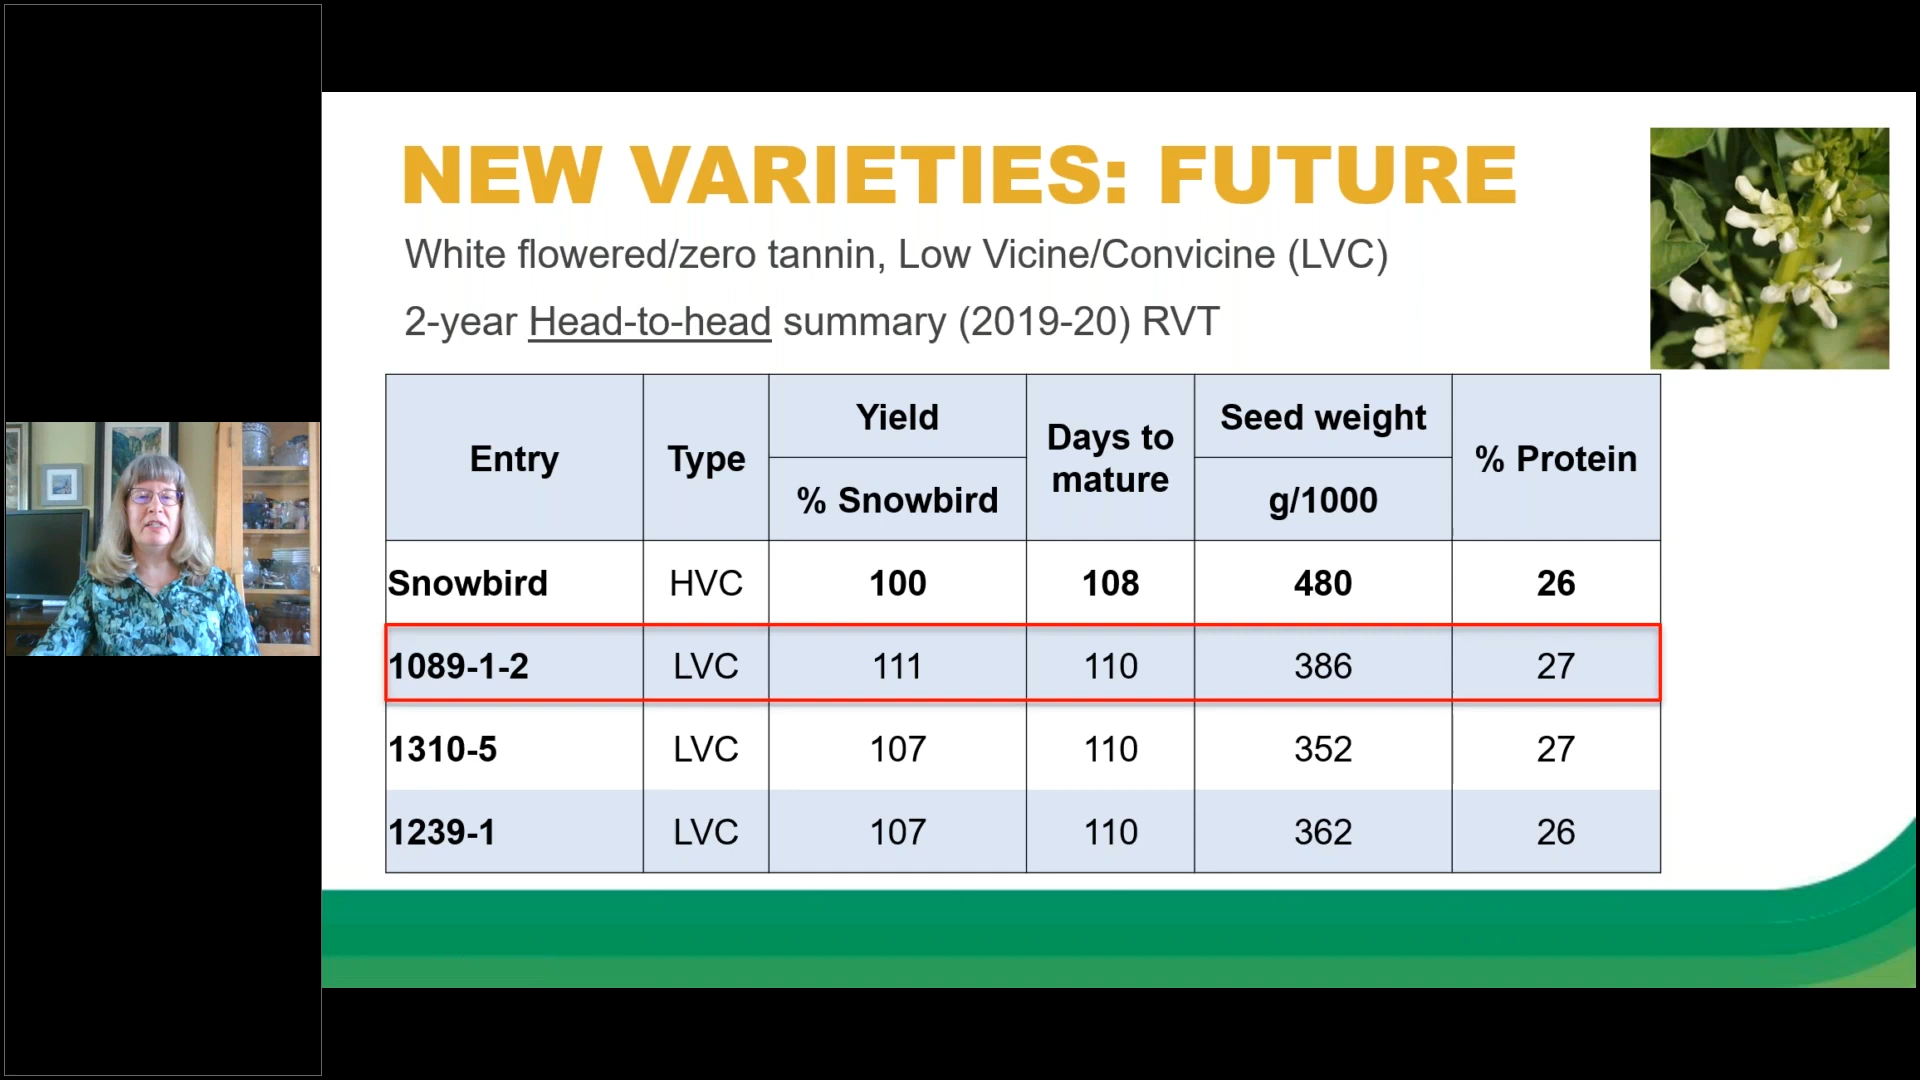 NEW VARIETIES: FUTURE
White flowered/zero tannin, Low Vicine/Convicine (LVC)
2-year Head-to-head summary (2019-20) RVT
Entry Type Yield % Snowbird Days to mature Seed weight g/1000 % Protein
Snowbird HVC 100 108 480 26
1089-1-2 LVC 111 110 386 27
1310-5 LVC 107 110 352 27
1239-1 LVC 107 110 362 26